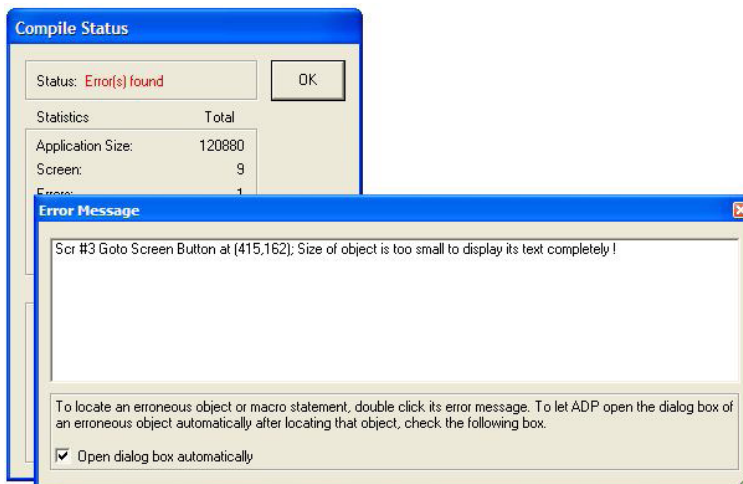 Compile Status
Status: Error(s) found
OK
Statistics Total
Application Size: 120880
Screen: 9
Errors: 1
Error Message
Scr #3 Goto Screen Button at (415,162); Size of object is too small to display its text completely !
To locate an erroneous object or macro statement, double click its error message. To let ADP open the dialog box of
an erroneous object automatically after locating that object, check the following box.
Open dialog box automatically